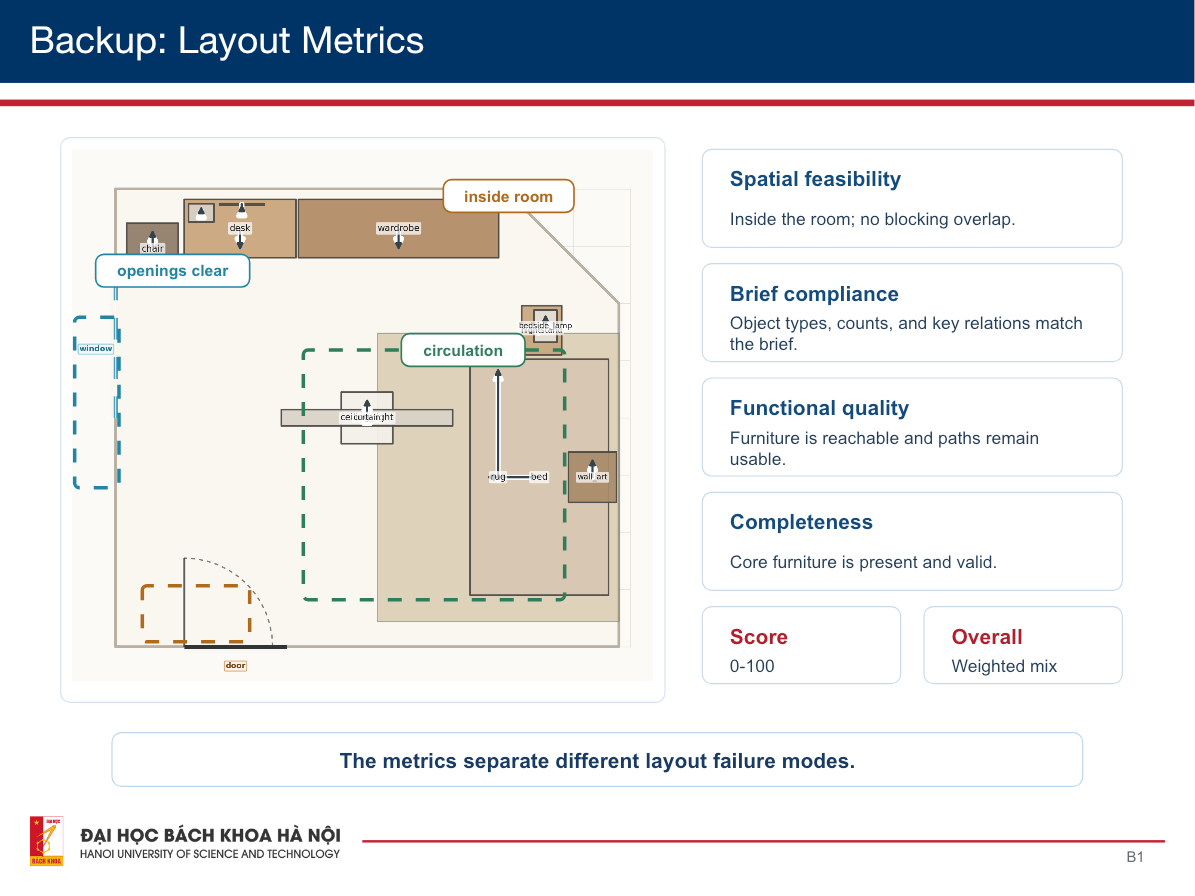 Backup: Layout Metrics
inside room
desk
wardrobe
chair
openings clear
window
bedside_lamp
circulation
rug
bed
wall_art
door
Spatial feasibility
Inside the room; no blocking overlap.
Brief compliance
Object types, counts, and key relations match
the brief.
Functional quality
Furniture is reachable and paths remain
usable.
Completeness
Core furniture is present and valid.
Score
0-100
Overall
Weighted mix
The metrics separate different layout failure modes.
ĐẠI HỌC
BÁCH KHOA
ĐẠI HỌC BÁCH KHOA HÀ NỘI
HANOI UNIVERSITY OF SCIENCE AND TECHNOLOGY
B1